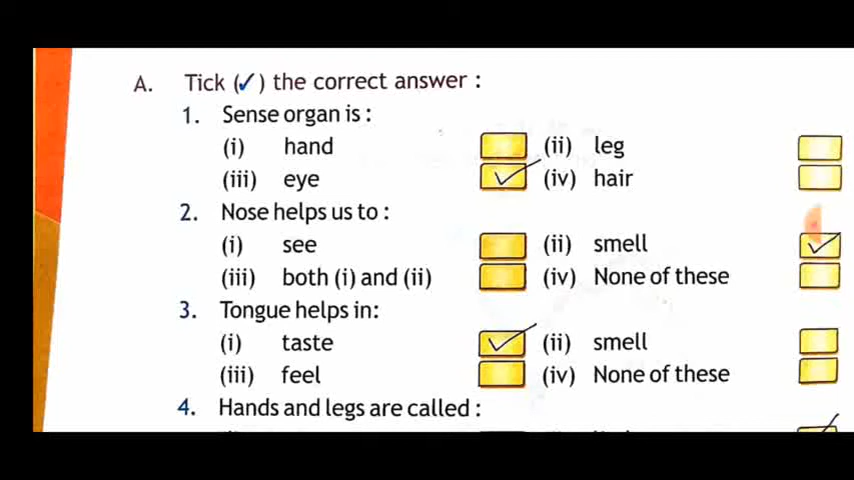 A. Tick (✓) the correct answer :
1. Sense organ is :
(i) hand (ii) leg
(iii) eye ✓ (iv) hair
2. Nose helps us to :
(i) see (ii) smell ✓
(iii) both (i) and (ii) (iv) None of these
3. Tongue helps in:
(i) taste ✓ (ii) smell
(iii) feel (iv) None of these
4. Hands and legs are called :